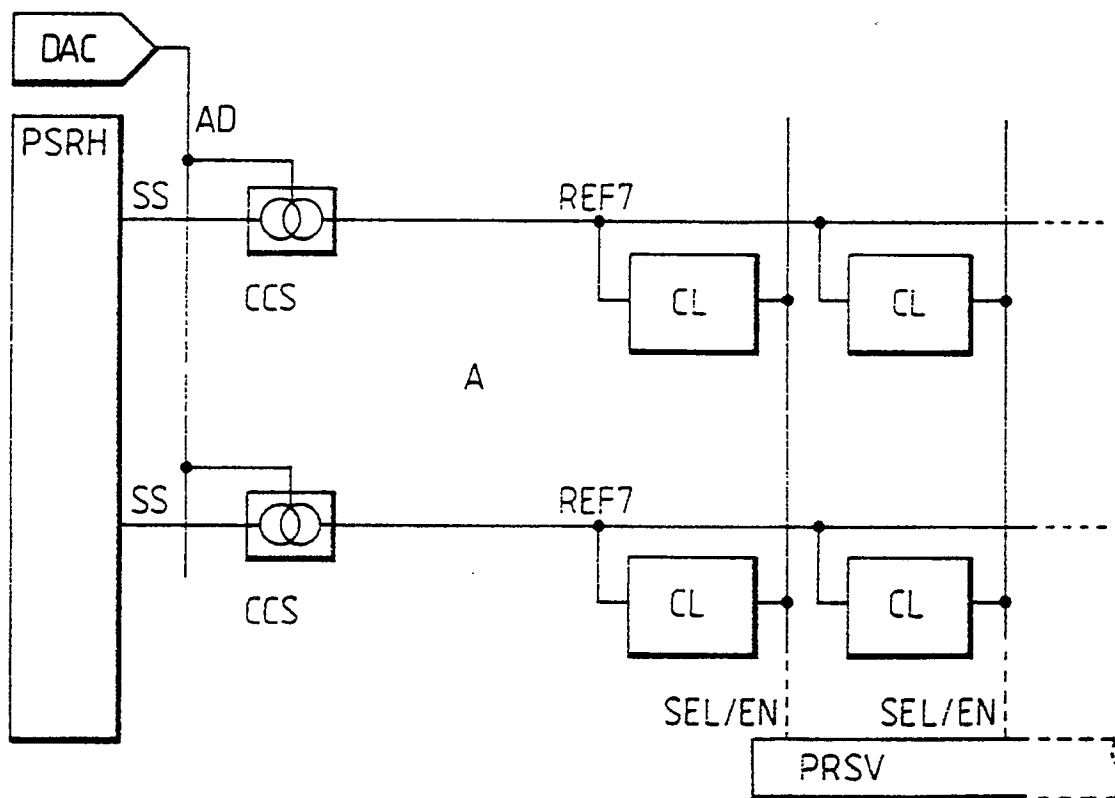 DAC
PSRH
AD
SS
REF7
CCS
CL
CL
A
SS
REF7
CCS
CL
CL
SEL/EN
SEL/EN
PRSV